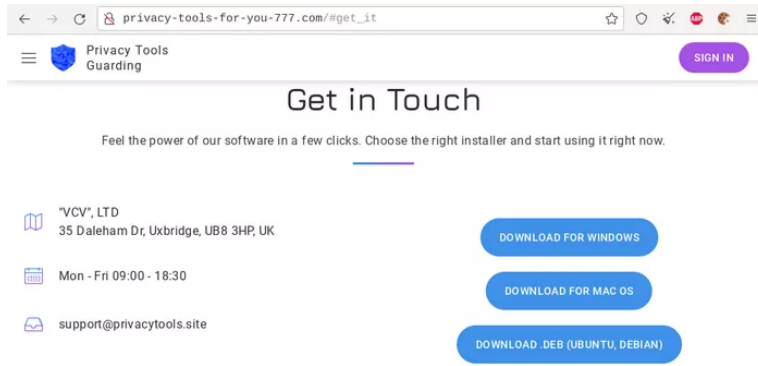 privacy-tools-for-you-777.com/#get_it
ABP
Privacy Tools
Guarding
SIGN IN
Get in Touch
Feel the power of our software in a few clicks. Choose the right installer and start using it right now.
"VCV", LTD
35 Daleham Dr, Uxbridge, UB8 3HP, UK
Mon - Fri 09:00 - 18:30
support@privacytools.site
DOWNLOAD FOR WINDOWS
DOWNLOAD FOR MAC OS
DOWNLOAD .DEB (UBUNTU, DEBIAN)